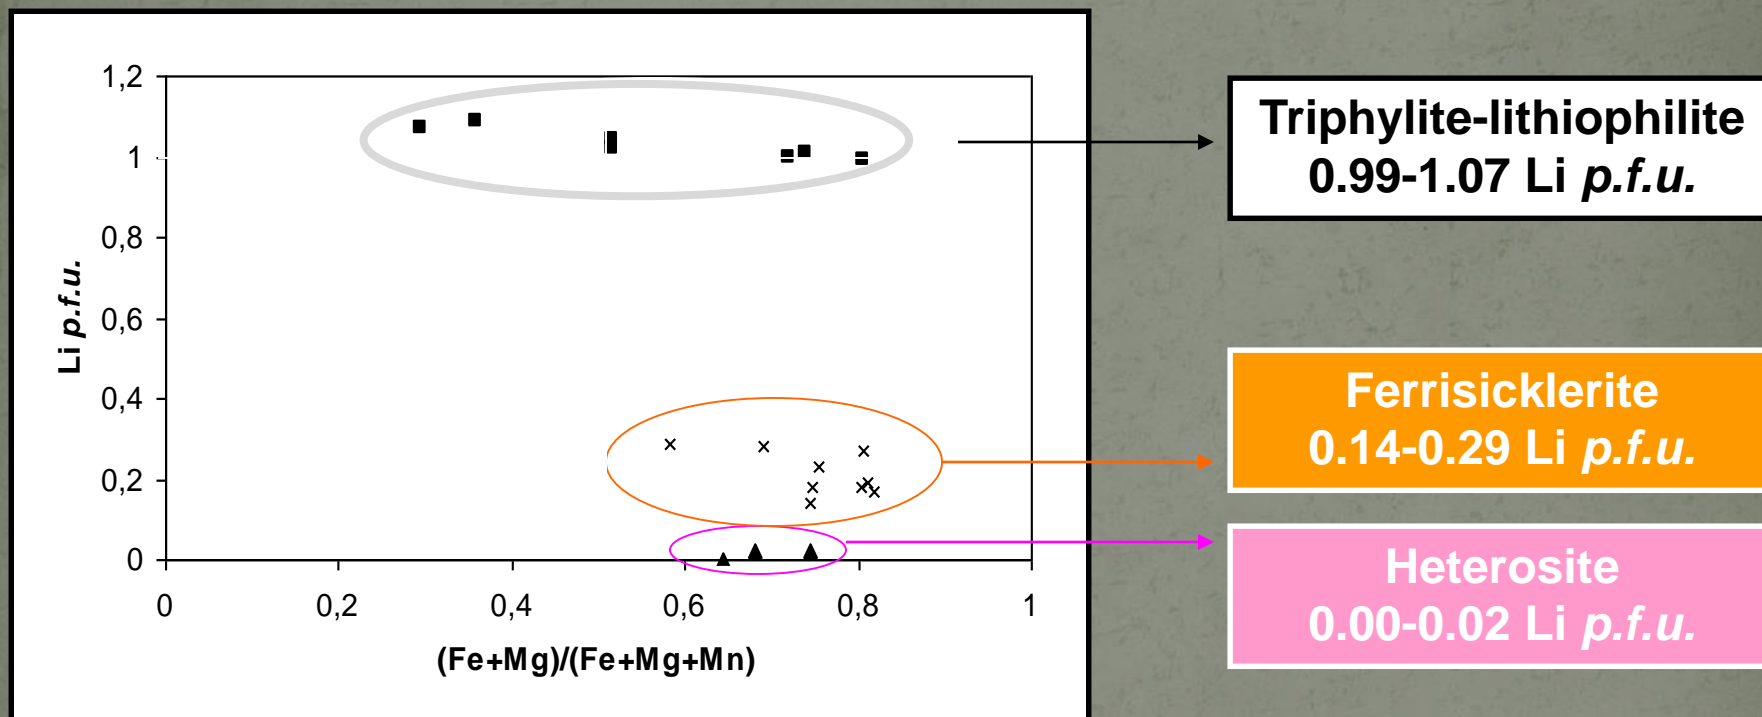 1,2
1
0,8
0,6
0,4
0,2
0
Li p.f.u.
0 0,2 0,4 0,6 0,8 1
(Fe+Mg)/(Fe+Mg+Mn)
Triphylite-lithiophilite
0.99-1.07 Li p.f.u.
Ferrisicklerite
0.14-0.29 Li p.f.u.
Heterosite
0.00-0.02 Li p.f.u.